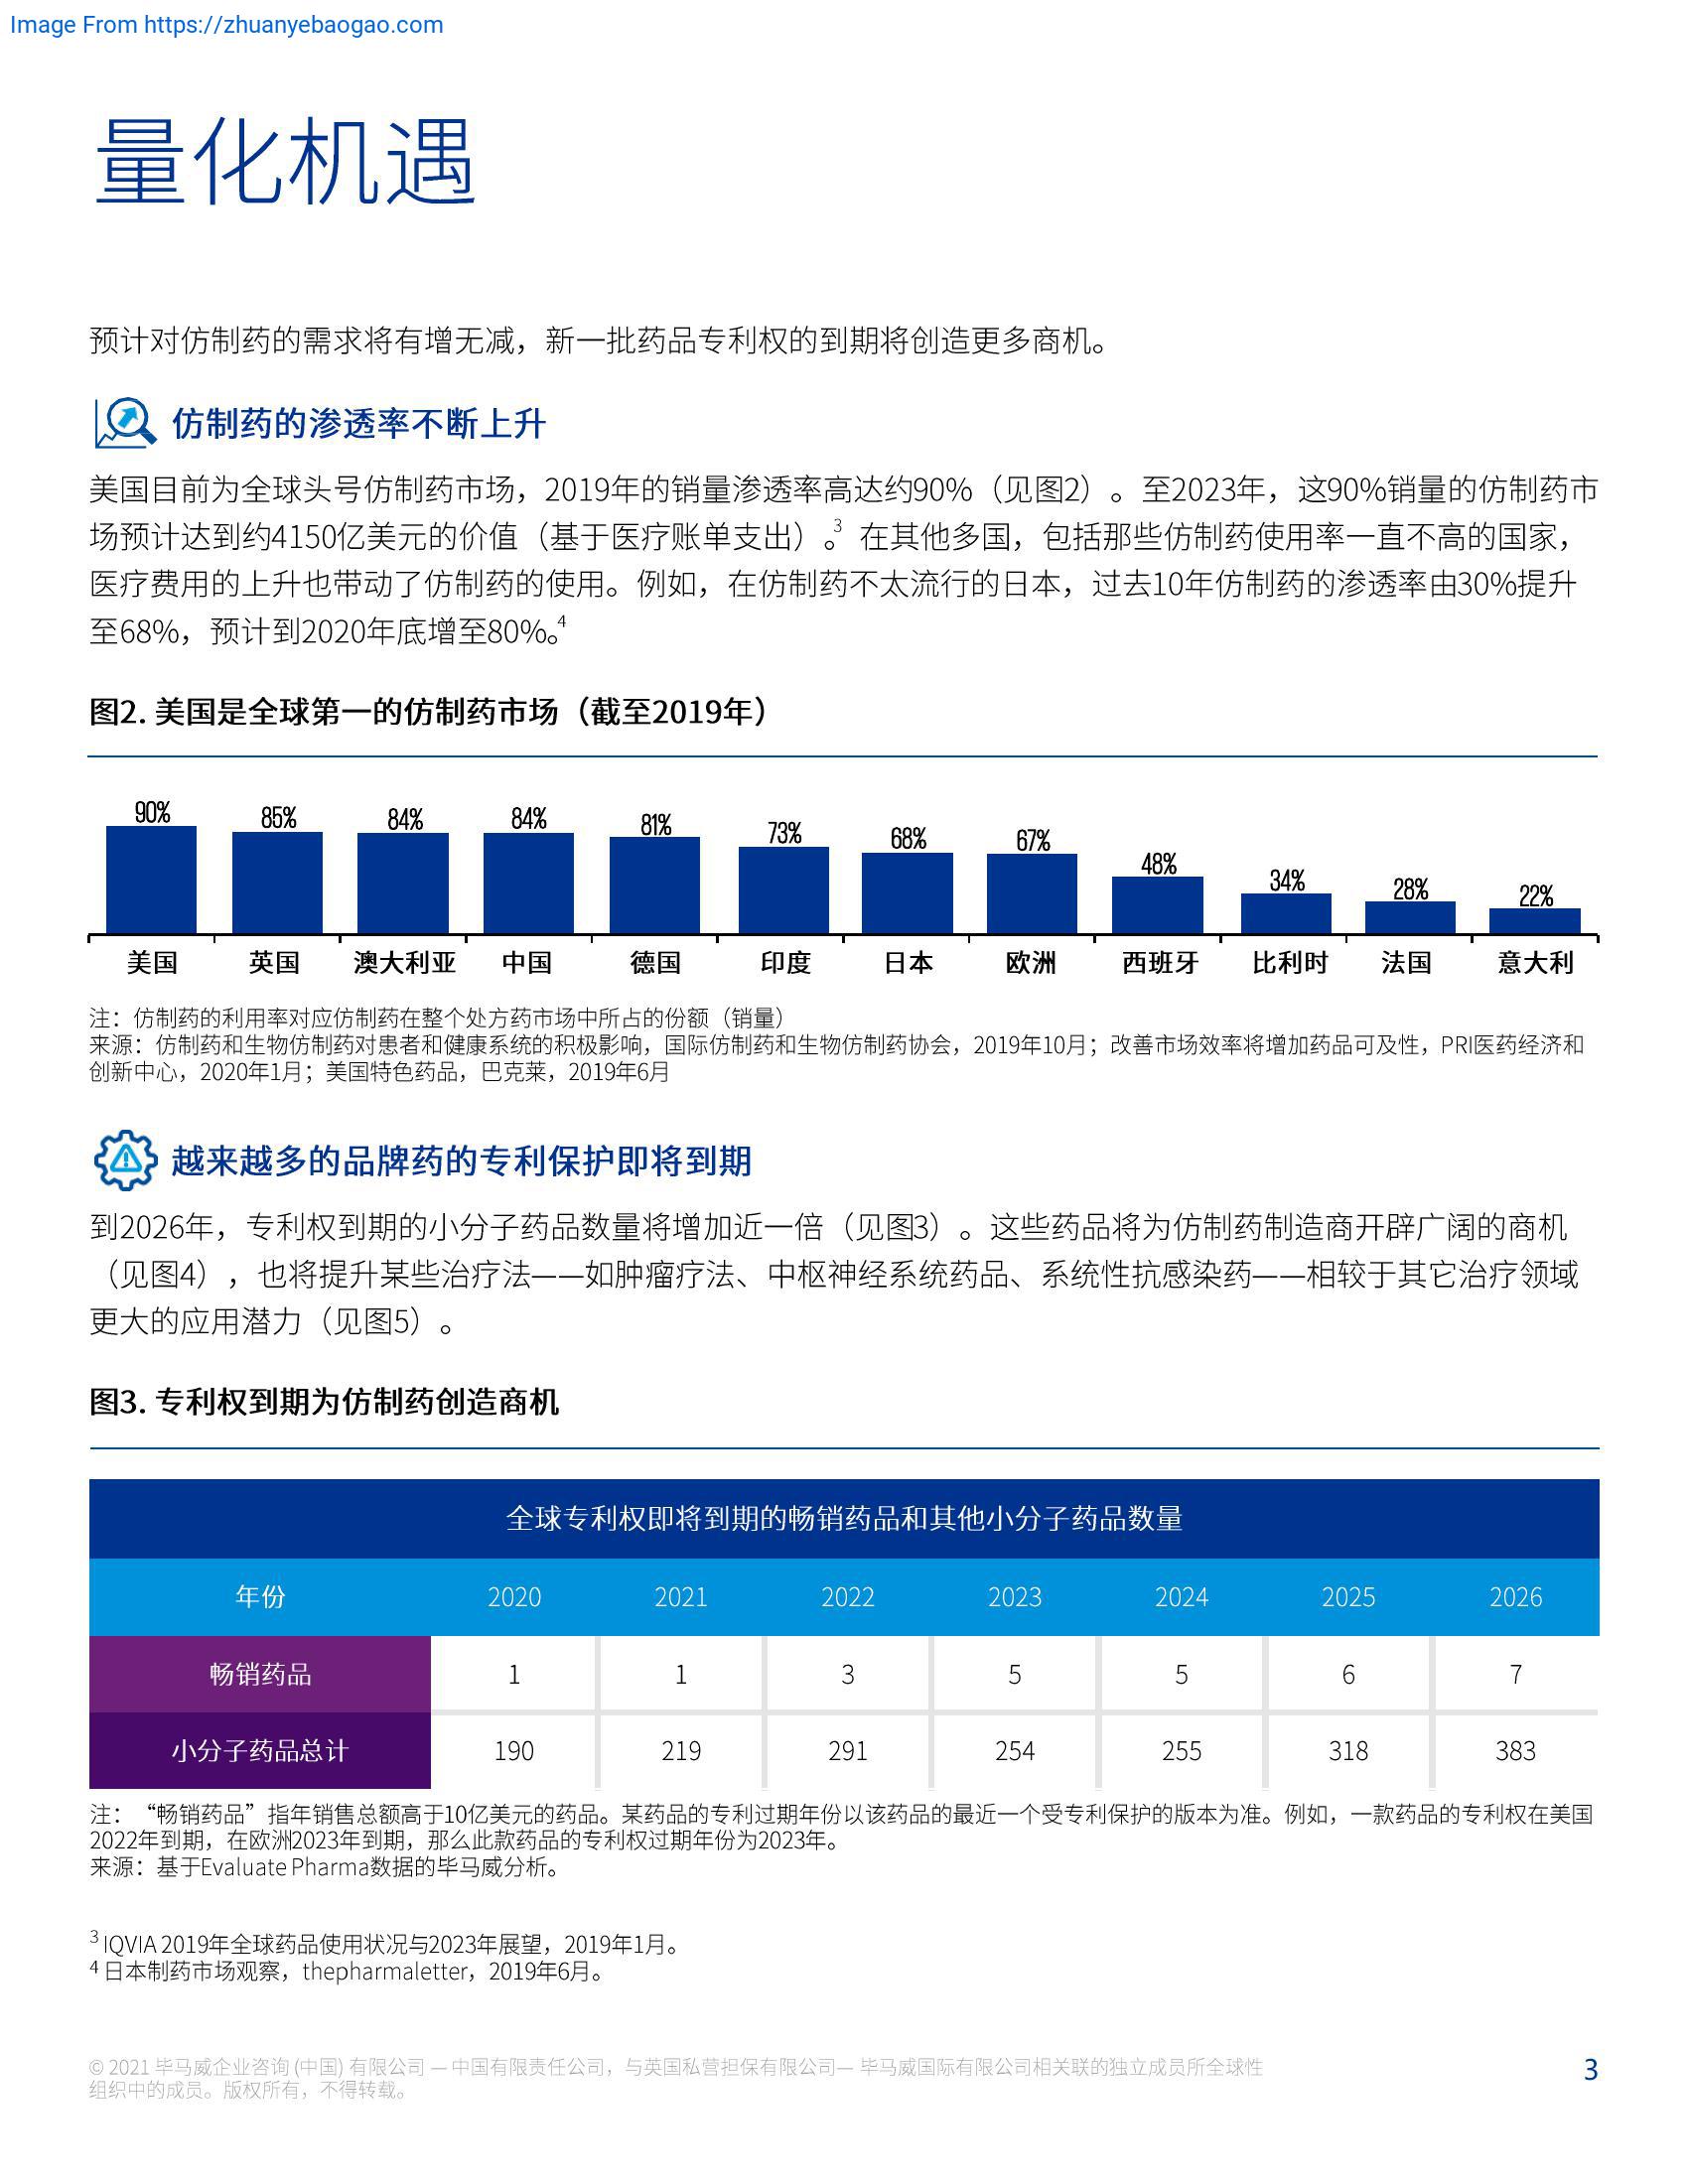 Image From https://zhuanyebaogao.com
量化机遇
预计对仿制药的需求将有增无减，新一批药品专利权的到期将创造更多商机。
仿制药的渗透率不断上升
美国目前为全球头号仿制药市场，2019年的销量渗透率高达约90%（见图2）。至2023年，这90%销量的仿制药市
场预计达到约4150亿美元的价值（基于医疗账单支出）。3 在其他多国，包括那些仿制药使用率一直不高的国家，
医疗费用的上升也带动了仿制药的使用。例如，在仿制药不太流行的日本，过去10年仿制药的渗透率由30%提升
至68%，预计到2020年底增至80%。4
图2. 美国是全球第一的仿制药市场（截至2019年）
90% 85% 84% 84% 81% 73% 68% 67% 48% 34% 28% 22%
美国 英国 澳大利亚 中国 德国 印度 日本 欧洲 西班牙 比利时 法国 意大利
注：仿制药的利用率对应仿制药在整个处方药市场中所占的份额（销量）
来源：仿制药和生物仿制药对患者和健康系统的积极影响，国际仿制药和生物仿制药协会，2019年10月；改善市场效率将增加药品可及性，PRI医药经济和
创新中心，2020年1月；美国特色药品，巴克莱，2019年6月
越来越多的品牌药的专利保护即将到期
到2026年，专利权到期的小分子药品数量将增加近一倍（见图3）。这些药品将为仿制药制造商开辟广阔的商机
（见图4），也将提升某些治疗法——如肿瘤疗法、中枢神经系统药品、系统性抗感染药——相较于其它治疗领域
更大的应用潜力（见图5）。
图3. 专利权到期为仿制药创造商机
全球专利权即将到期的畅销药品和其他小分子药品数量
年份 2020 2021 2022 2023 2024 2025 2026
畅销药品 1 1 3 5 5 6 7
小分子药品总计 190 219 291 254 255 318 383
注：“畅销药品”指年销售总额高于10亿美元的药品。某药品的专利过期年份以该药品的最近一个受专利保护的版本为准。例如，一款药品的专利权在美国
2022年到期，在欧洲2023年到期，那么此款药品的专利权过期年份为2023年。
来源：基于Evaluate Pharma数据的毕马威分析。
3 IQVIA 2019年全球药品使用状况与2023年展望，2019年1月。
4 日本制药市场观察，thepharmaletter，2019年6月。
© 2021 毕马威企业咨询 (中国) 有限公司 — 中国有限责任公司，与英国私营担保有限公司— 毕马威国际有限公司相关联的独立成员所全球性
组织中的成员。版权所有，不得转载。
3